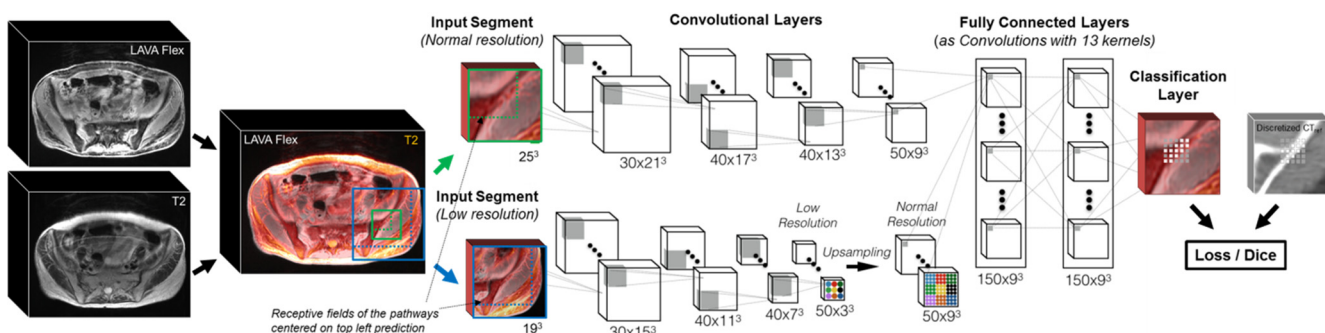 LAVA Flex
T2
LAVA Flex
T2
Input Segment
(Normal resolution)
25³
Input Segment
(Low resolution)
19³
Receptive fields of the pathways
centered on top left prediction
Convolutional Layers
30x21³
40x17³
40x13³
50x9³
30x15³
40x11³
40x7³
50x3³
Low
Resolution
Upsampling
Normal
Resolution
50x9³
Fully Connected Layers
(as Convolutions with 13 kernels)
150x9³
150x9³
Classification
Layer
Discretized CT
Loss / Dice